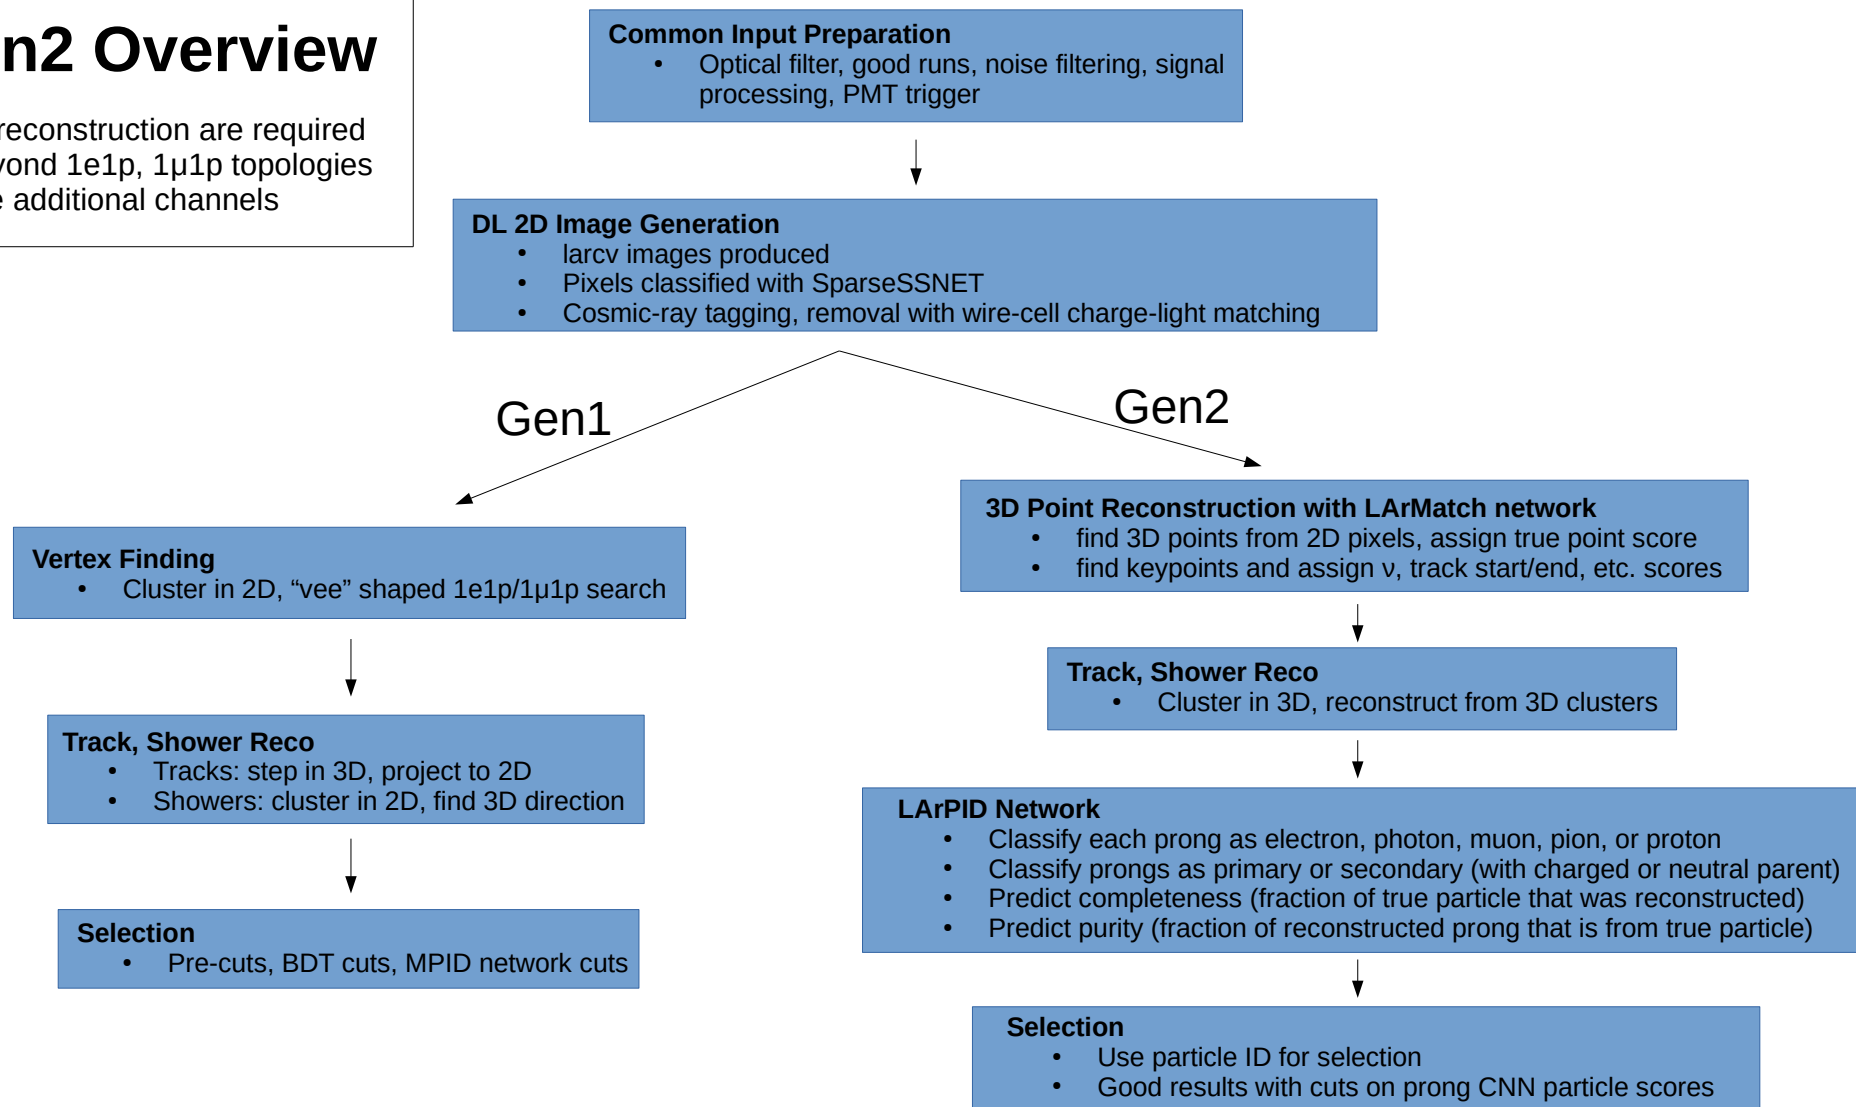 n2 Overview
reconstruction are required
yond 1e1p, 1μ1p topologies
e additional channels
Common Input Preparation
• Optical filter, good runs, noise filtering, signal
processing, PMT trigger
DL 2D Image Generation
• larcv images produced
• Pixels classified with SparseSSNET
• Cosmic-ray tagging, removal with wire-cell charge-light matching
Gen1
Gen2
Vertex Finding
• Cluster in 2D, “vee” shaped 1e1p/1μ1p search
Track, Shower Reco
• Tracks: step in 3D, project to 2D
• Showers: cluster in 2D, find 3D direction
Selection
• Pre-cuts, BDT cuts, MPID network cuts
3D Point Reconstruction with LArMatch network
• find 3D points from 2D pixels, assign true point score
• find keypoints and assign ν, track start/end, etc. scores
Track, Shower Reco
• Cluster in 3D, reconstruct from 3D clusters
LArPID Network
• Classify each prong as electron, photon, muon, pion, or proton
• Classify prongs as primary or secondary (with charged or neutral parent)
• Predict completeness (fraction of true particle that was reconstructed)
• Predict purity (fraction of reconstructed prong that is from true particle)
Selection
• Use particle ID for selection
• Good results with cuts on prong CNN particle scores